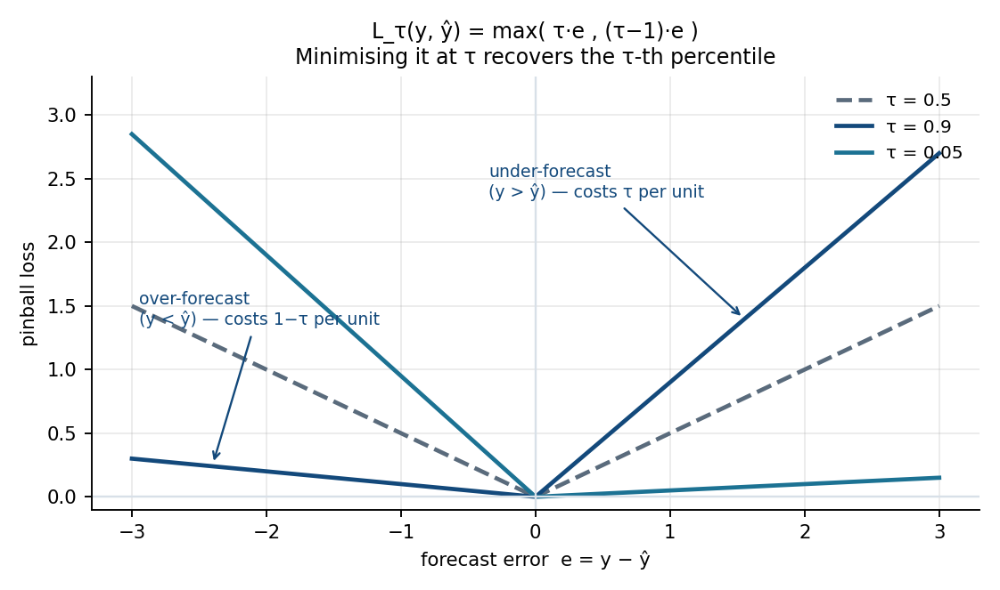 L_τ(y, ŷ) = max( τ·e , (τ−1)·e )
Minimising it at τ recovers the τ-th percentile
τ = 0.5
τ = 0.9
τ = 0.05
under-forecast
(y > ŷ) — costs τ per unit
over-forecast
(y < ŷ) — costs 1−τ per unit
pinball loss
3.0
2.5
2.0
1.5
1.0
0.5
0.0
−3
−2
−1
0
1
2
3
forecast error  e = y − ŷ